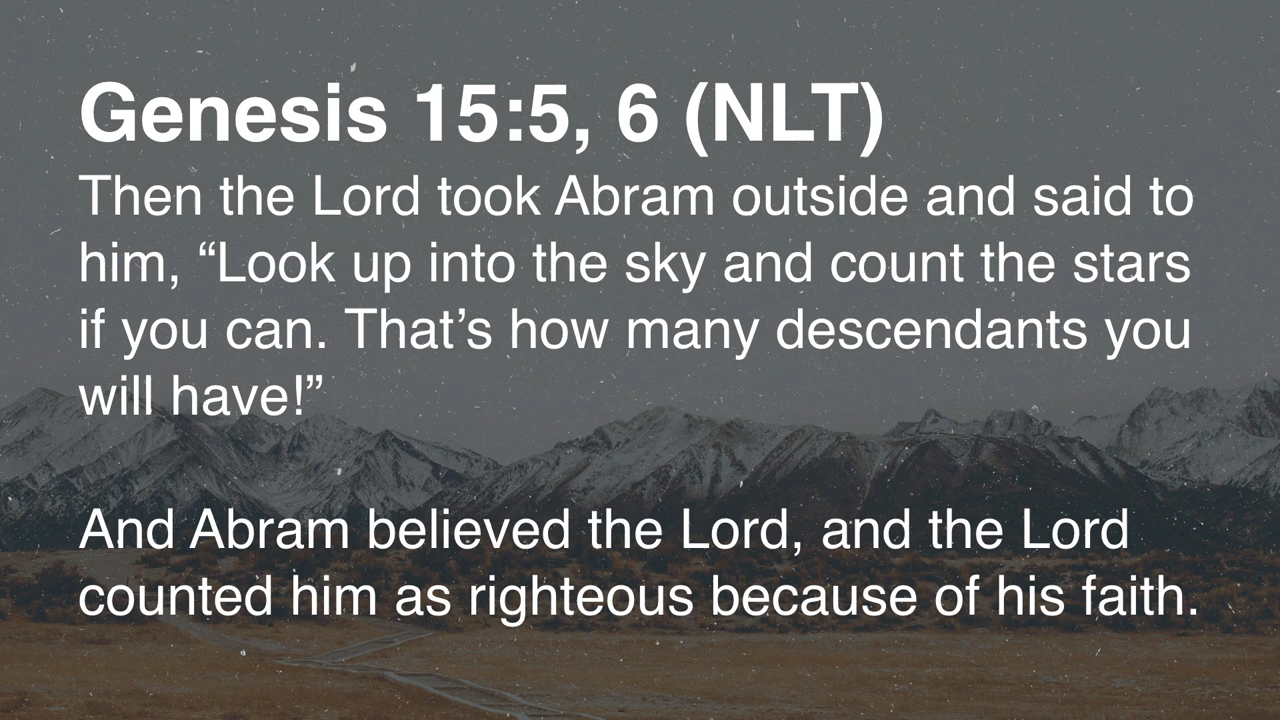 Genesis 15:5, 6 (NLT)
Then the Lord took Abram outside and said to
him, “Look up into the sky and count the stars
if you can. That’s how many descendants you
will have!”
And Abram believed the Lord, and the Lord
counted him as righteous because of his faith.